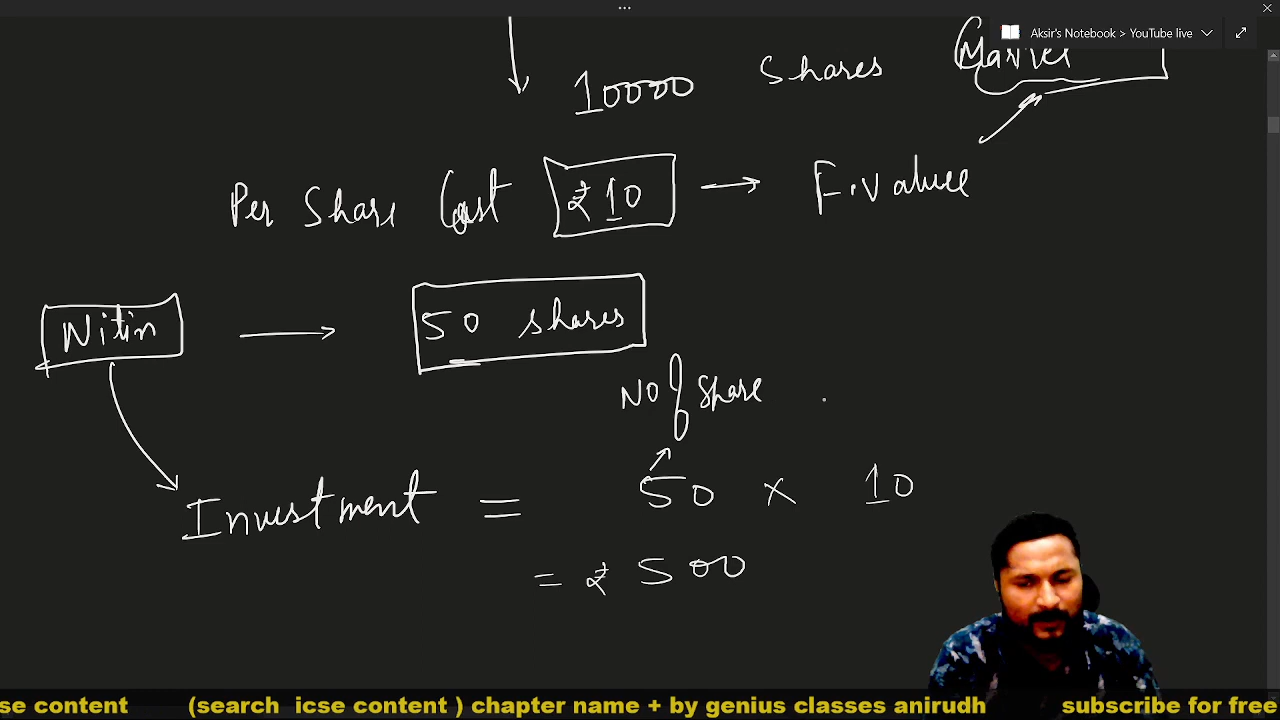 Aksir's Notebook > YouTube live
10000 Shares Market
Per Share Cost ₹10 → F.Value
Nitin → 50 shares
No of Share
Investment = 50 × 10
= ₹ 500
se content (search icse content ) chapter name + by genius classes anirudh subscribe for free